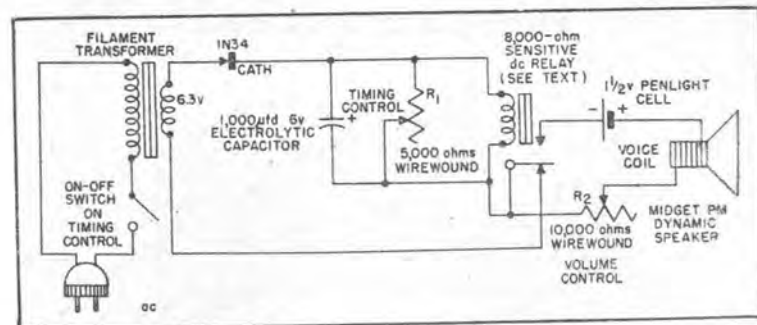 FILAMENT
TRANSFORMER
6.3v
1N34
CATH
1,000µfd 6v
ELECTROLYTIC
CAPACITOR
+
TIMING
CONTROL
R1
5,000 ohms
WIREWOUND
8,000-ohm
SENSITIVE
dc RELAY
(SEE TEXT)
1½v PENLIGHT
CELL
- +
VOICE
COIL
R2
10,000 ohms
WIREWOUND
VOLUME
CONTROL
MIDGET PM
DYNAMIC
SPEAKER
ON-OFF
SWITCH
ON
TIMING
CONTROL
ac